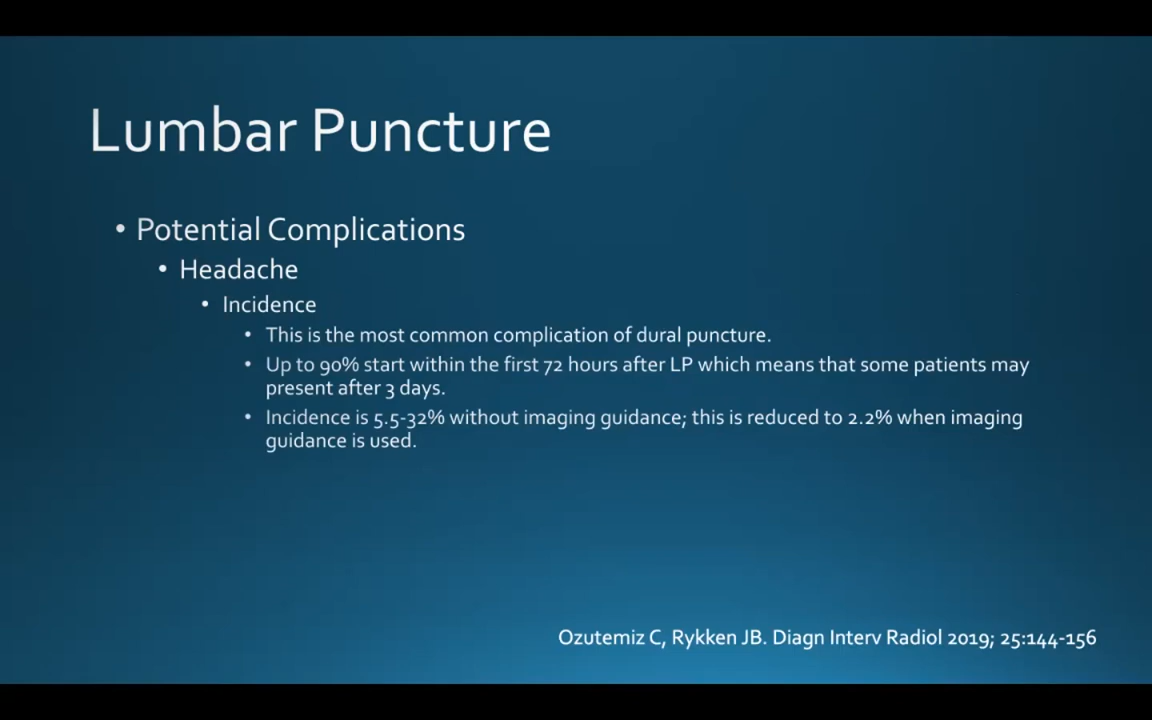 Lumbar Puncture
• Potential Complications
• Headache
• Incidence
• This is the most common complication of dural puncture.
• Up to 90% start within the first 72 hours after LP which means that some patients may
present after 3 days.
• Incidence is 5.5-32% without imaging guidance; this is reduced to 2.2% when imaging
guidance is used.
Ozutemiz C, Rykken JB. Diagn Interv Radiol 2019; 25:144-156